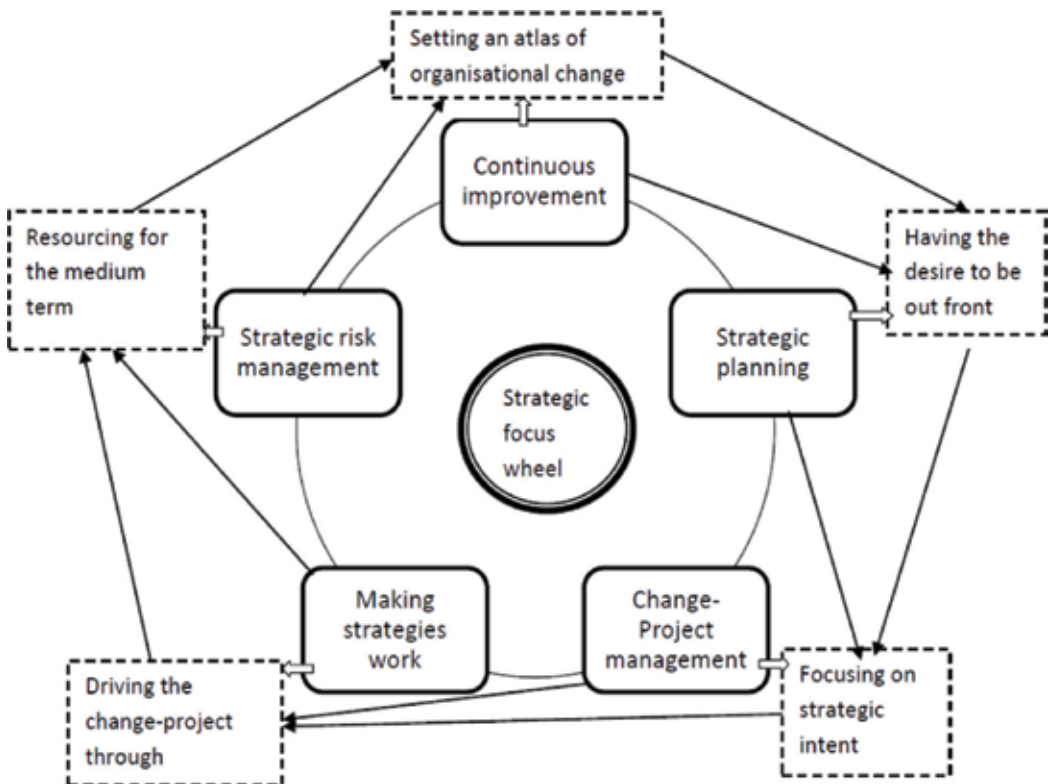 Setting an atlas of
organisational change
Continuous
improvement
Resourcing for
the medium
term
Having the
desire to be
out front
Strategic risk
management
Strategic
planning
Strategic
focus
wheel
Making
strategies
work
Change-
Project
management
Driving the
change-project
through
Focusing on
strategic
intent